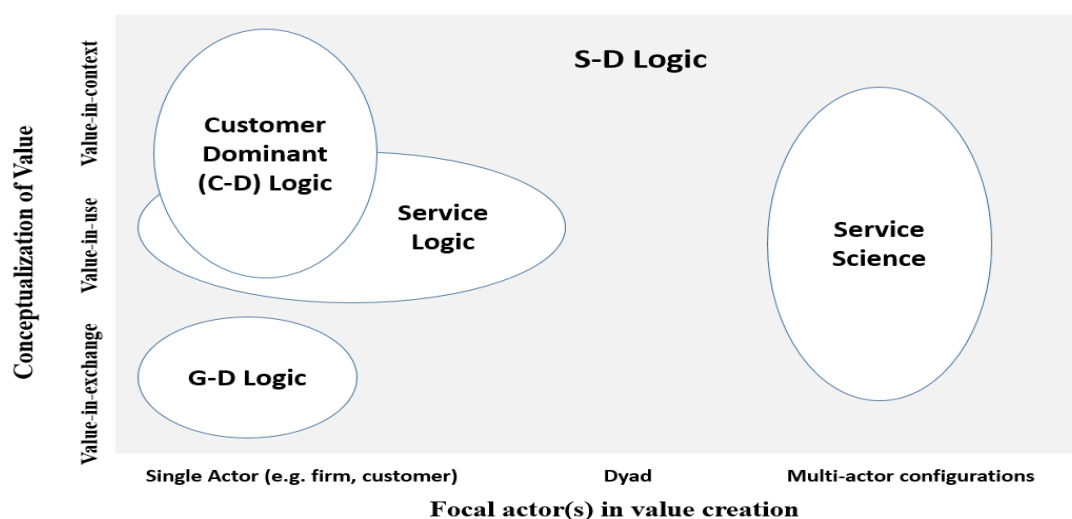 S-D Logic
Customer
Dominant
(C-D) Logic
Service
Logic
Service
Science
G-D Logic
Conceptualization of Value
Value-in-context
Value-in-use
Value-in-exchange
Single Actor (e.g. firm, customer)
Dyad
Multi-actor configurations
Focal actor(s) in value creation